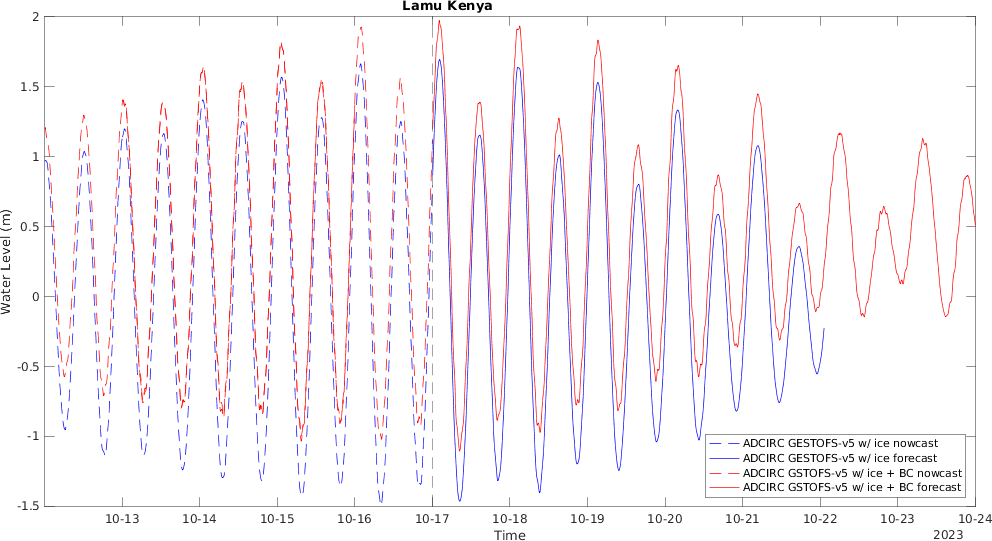 Lamu Kenya
2
1.5
1
0.5
0
-0.5
-1
-1.5
Water Level (m)
10-13 10-14 10-15 10-16 10-17 10-18 10-19 10-20 10-21 10-22 10-23 10-24
Time
2023
ADCIRC GESTOFS-v5 w/ ice nowcast
ADCIRC GESTOFS-v5 w/ ice forecast
ADCIRC GSTOFS-v5 w/ ice + BC nowcast
ADCIRC GSTOFS-v5 w/ ice + BC forecast